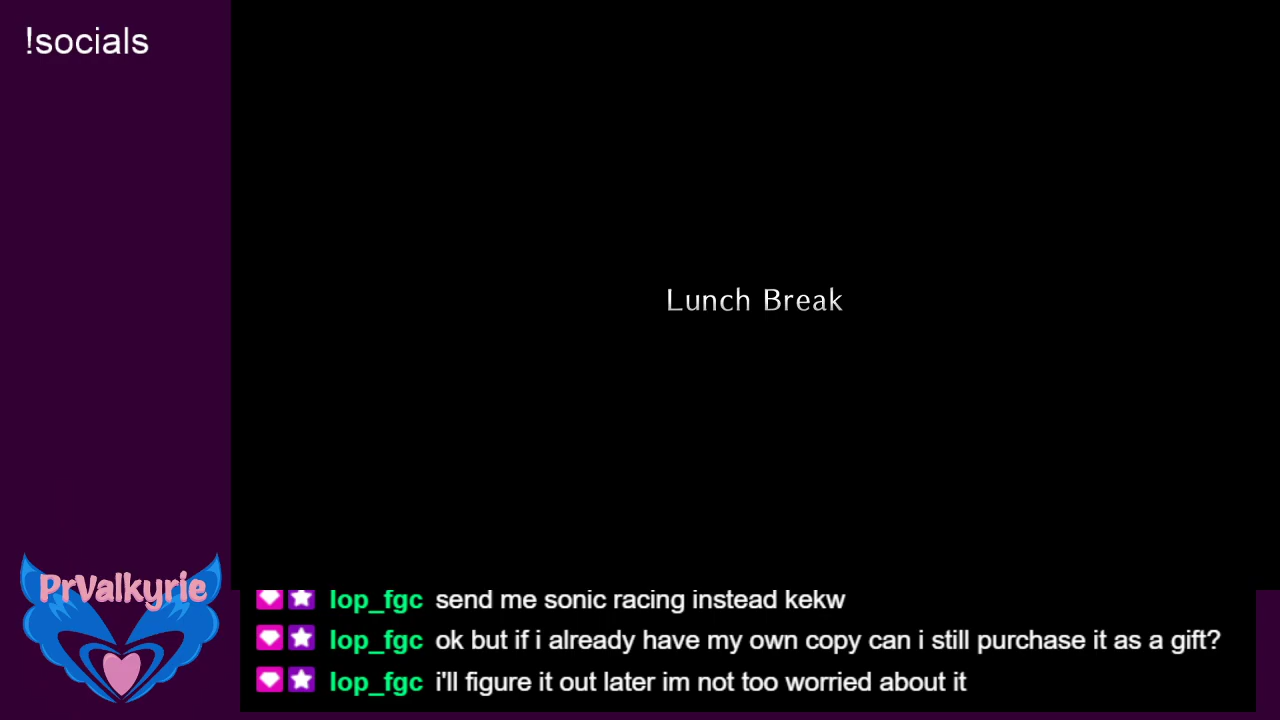 !socials
Lunch Break
PrValkyrie
lop_fgc send me sonic racing instead kekw
lop_fgc ok but if i already have my own copy can i still purchase it as a gift?
lop_fgc i'll figure it out later im not too worried about it